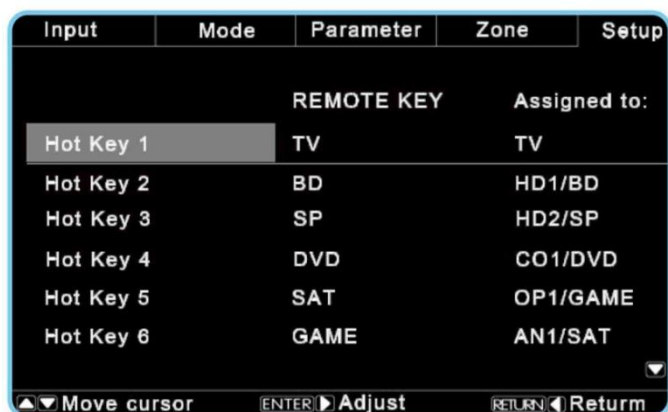 Input Mode Parameter Zone Setup
REMOTE KEY Assigned to:
Hot Key 1 TV TV
Hot Key 2 BD HD1/BD
Hot Key 3 SP HD2/SP
Hot Key 4 DVD CO1/DVD
Hot Key 5 SAT OP1/GAME
Hot Key 6 GAME AN1/SAT
Move cursor ENTER Adjust RETURN Returm